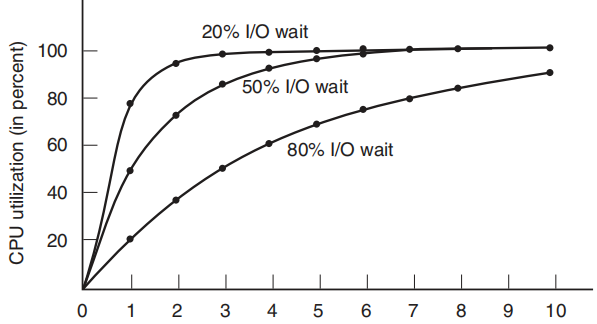 CPU utilization (in percent)
100
80
60
40
20
20% I/O wait
50% I/O wait
80% I/O wait
0 1 2 3 4 5 6 7 8 9 10